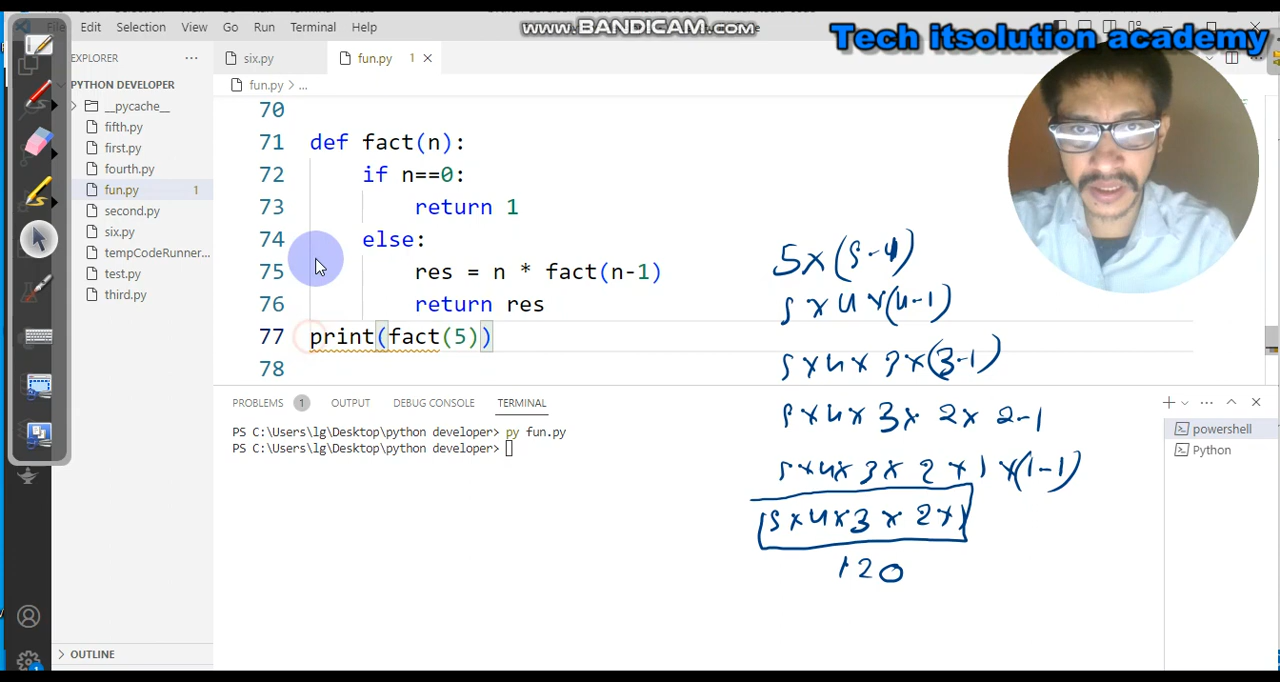 File Edit Selection View Go Run Terminal Help
WWW.BANDICAM.COM
Tech itsolution academy
EXPLORER ···
six.py
fun.py 1 ×
PYTHON DEVELOPER
fun.py > ...
__pycache__
fifth.py
first.py
fourth.py
fun.py 1
second.py
six.py
tempCodeRunner...
test.py
third.py
70
71 def fact(n):
72 if n==0:
73 return 1
74 else:
75 res = n * fact(n-1)
76 return res
77 print(fact(5))
78
5x(5-4)
5x4x(4-1)
5x4x3x(3-1)
5x4x3x2x2-1
5x4x3x2x1x(1-1)
5x4x3x2x1
120
PROBLEMS 1 OUTPUT DEBUG CONSOLE TERMINAL
PS C:\Users\lg\Desktop\python developer> py fun.py
PS C:\Users\lg\Desktop\python developer>
powershell
Python
OUTLINE